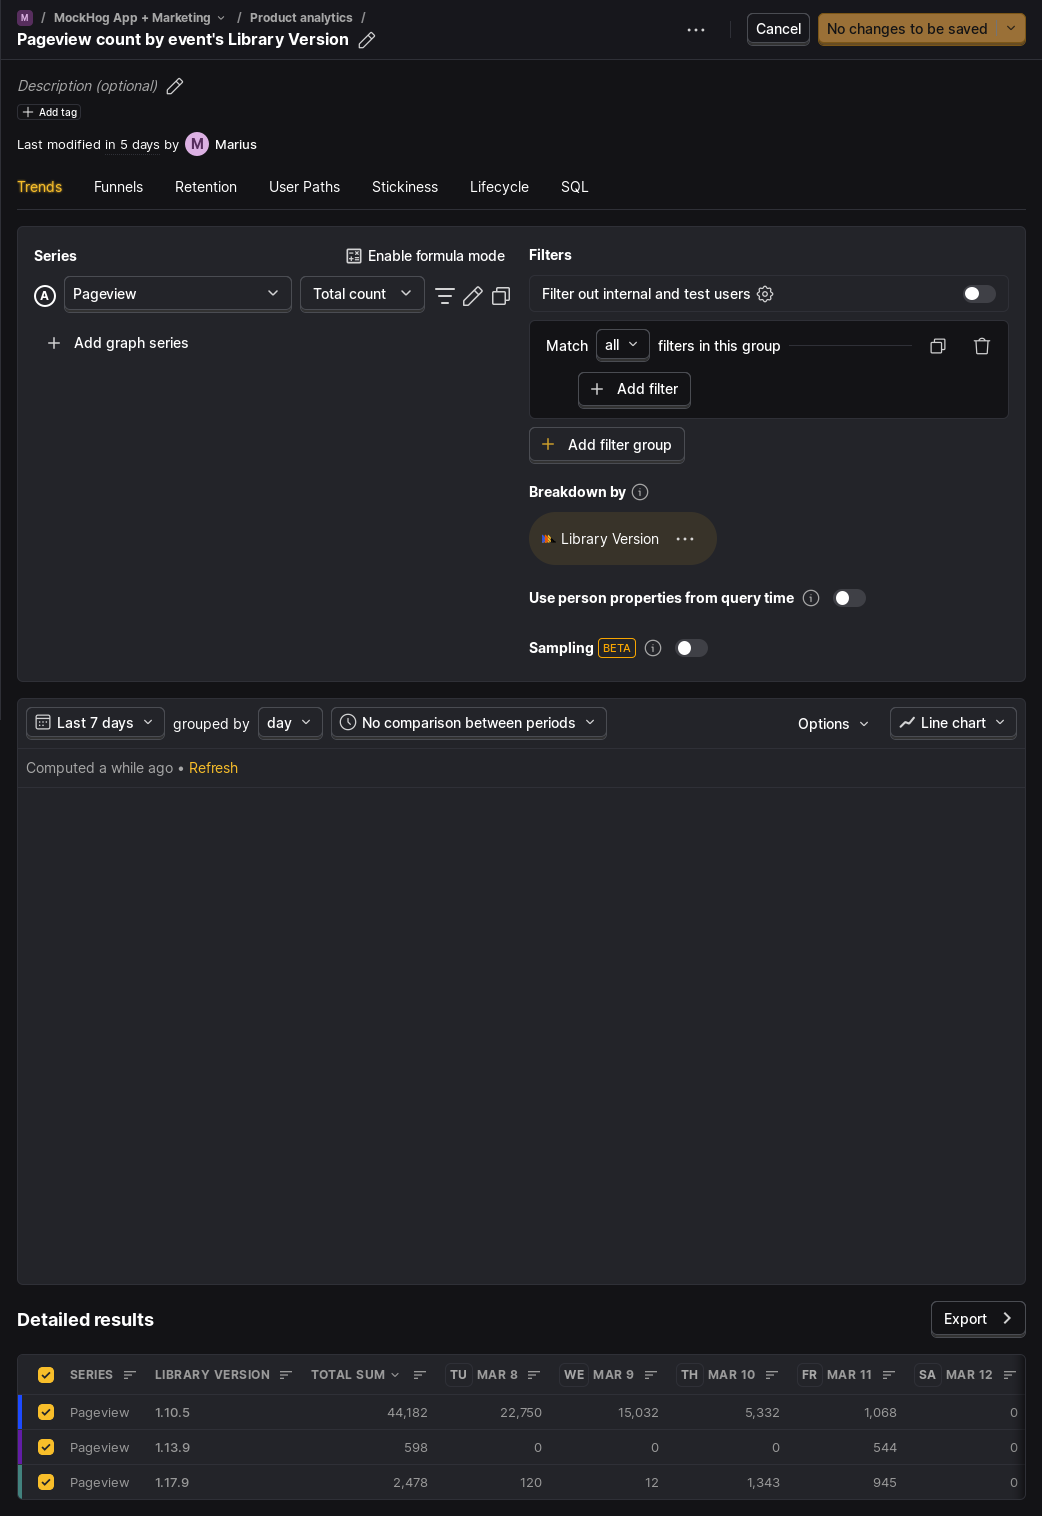 M / MockHog App + Marketing / Product analytics /
Pageview count by event's Library Version
Cancel
No changes to be saved
Description (optional)
Add tag
Last modified in 5 days by M Marius
Trends Funnels Retention User Paths Stickiness Lifecycle SQL
Series
Enable formula mode
A Pageview Total count
Add graph series
Filters
Filter out internal and test users
Match all filters in this group
Add filter
Add filter group
Breakdown by
Library Version
Use person properties from query time
Sampling BETA
Last 7 days grouped by day No comparison between periods Options Line chart
Computed a while ago • Refresh
Detailed results
Export
SERIES LIBRARY VERSION TOTAL SUM TU MAR 8 WE MAR 9 TH MAR 10 FR MAR 11 SA MAR 12
Pageview 1.10.5 44,182 22,750 15,032 5,332 1,068 0
Pageview 1.13.9 598 0 0 0 544 0
Pageview 1.17.9 2,478 120 12 1,343 945 0